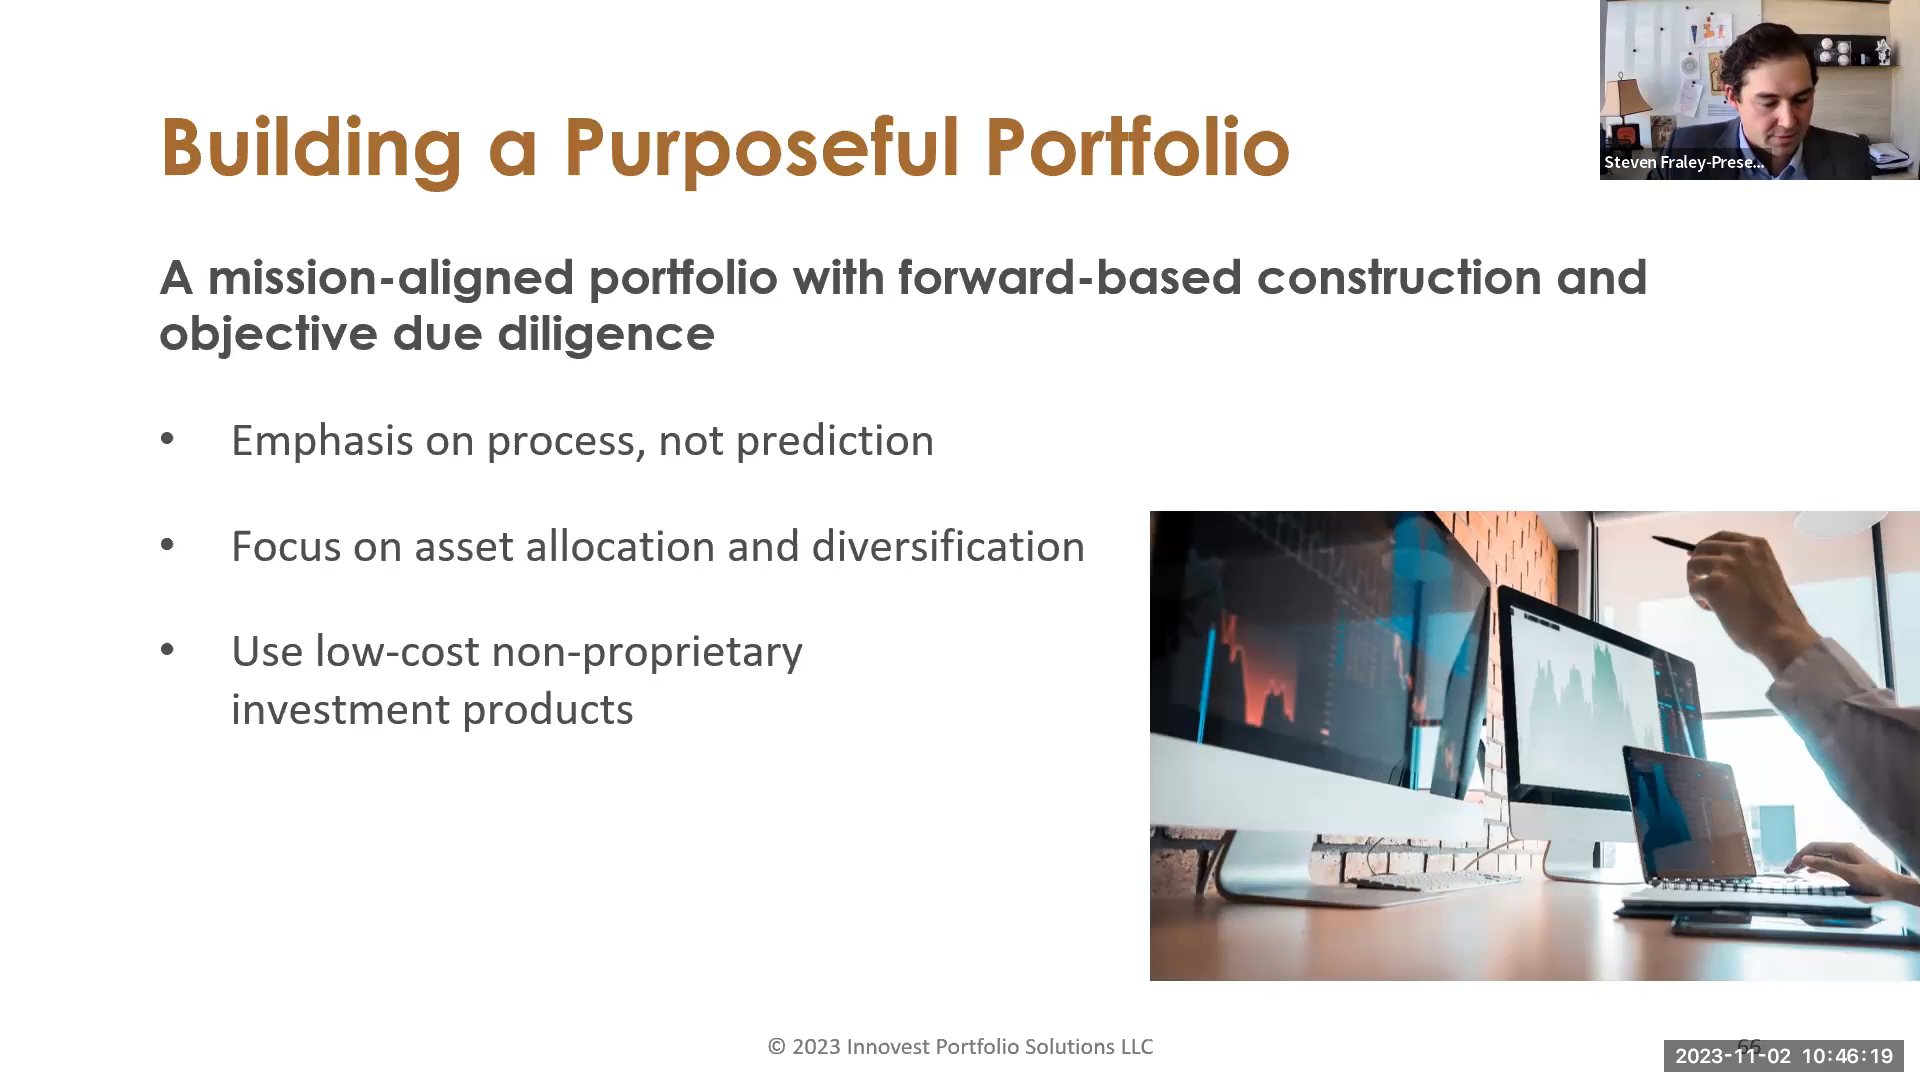 Building a Purposeful Portfolio
Steven Fraley-Prese...
A mission-aligned portfolio with forward-based construction and
objective due diligence
• Emphasis on process, not prediction
• Focus on asset allocation and diversification
• Use low-cost non-proprietary
investment products
© 2023 Innovest Portfolio Solutions LLC
2023-11-02 10:46:19